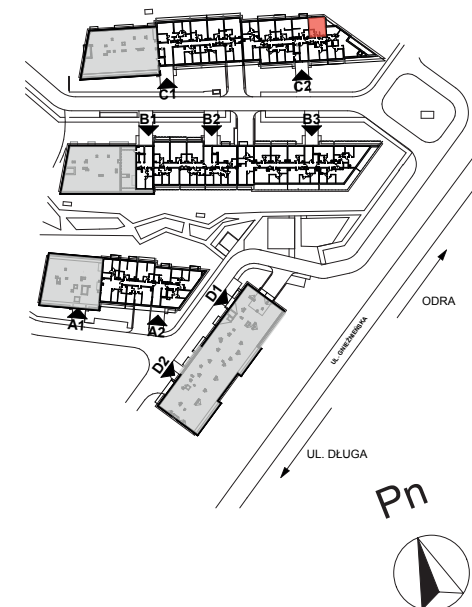 C1
C2
B1
B2
B3
A1
A2
D1
D2
ODRA
UL. GNIEŹNIEŃSKA
UL. DŁUGA
Pn